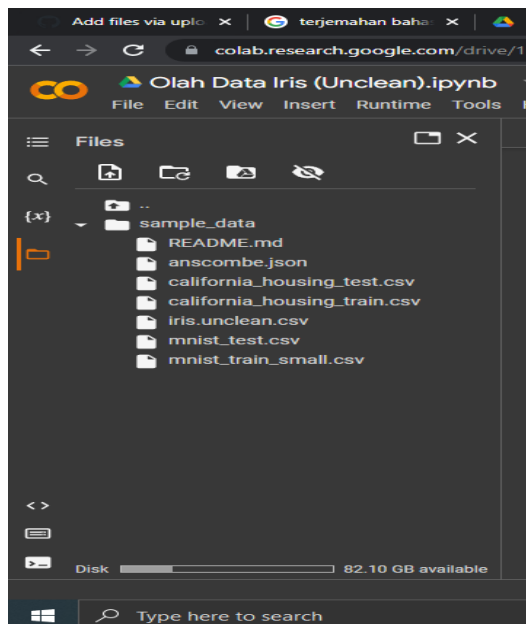 Add files via uplo
terjemahan baha
colab.research.google.com/drive/1
Olah Data Iris (Unclean).ipynb
File Edit View Insert Runtime Tools
Files
{x}
..
sample_data
README.md
anscombe.json
california_housing_test.csv
california_housing_train.csv
iris.unclean.csv
mnist_test.csv
mnist_train_small.csv
<>
Disk 82.10 GB available
Type here to search